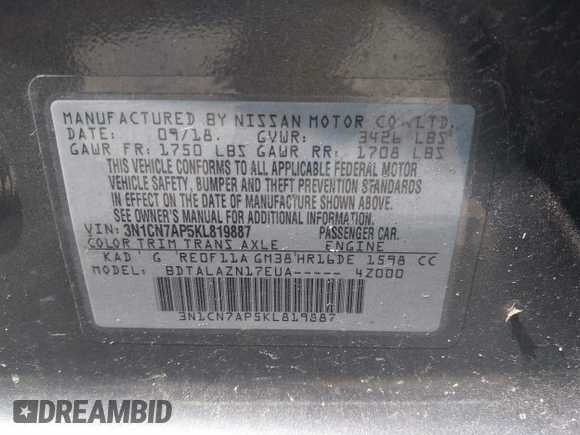 MANUFACTURED BY NISSAN MOTOR CO., LTD.
DATE: 09/18 GVWR: 3426 LBS
GAWR FR: 1750 LBS GAWR RR: 1708 LBS
THIS VEHICLE CONFORMS TO ALL APPLICABLE FEDERAL MOTOR
VEHICLE SAFETY, BUMPER AND THEFT PREVENTION STANDARDS
IN EFFECT ON THE DATE OF MANUFACTURE SHOWN ABOVE.
SEE OWNER'S MANUAL FOR ADDITIONAL INFORMATION.
VIN: 3N1CN7AP5KL819887 PASSENGER CAR.
COLOR TRIM TRANS AXLE ENGINE
KAD G RE0F11A GM38 HR16DE 1598 CC
MODEL: BDTALAZN17EUA----- 4Z000
3N1CN7AP5KL819887
DREAMBID